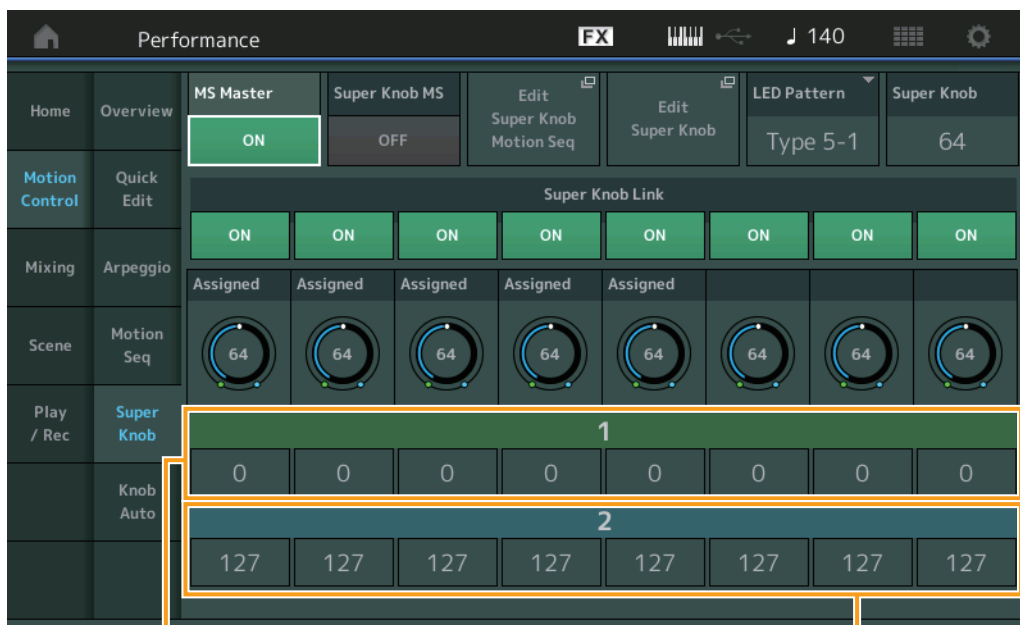 Performance FX 140
Home Overview MS Master Super Knob MS Edit Super Knob Motion Seq Edit Super Knob LED Pattern Super Knob
ON OFF Type 5-1 64
Motion Control Quick Edit
Super Knob Link
ON ON ON ON ON ON ON ON
Mixing Arpeggio
Assigned Assigned Assigned Assigned Assigned
Scene Motion Seq
64 64 64 64 64 64 64 64
Play / Rec Super Knob
1
0 0 0 0 0 0 0 0
Knob Auto
2
127 127 127 127 127 127 127 127